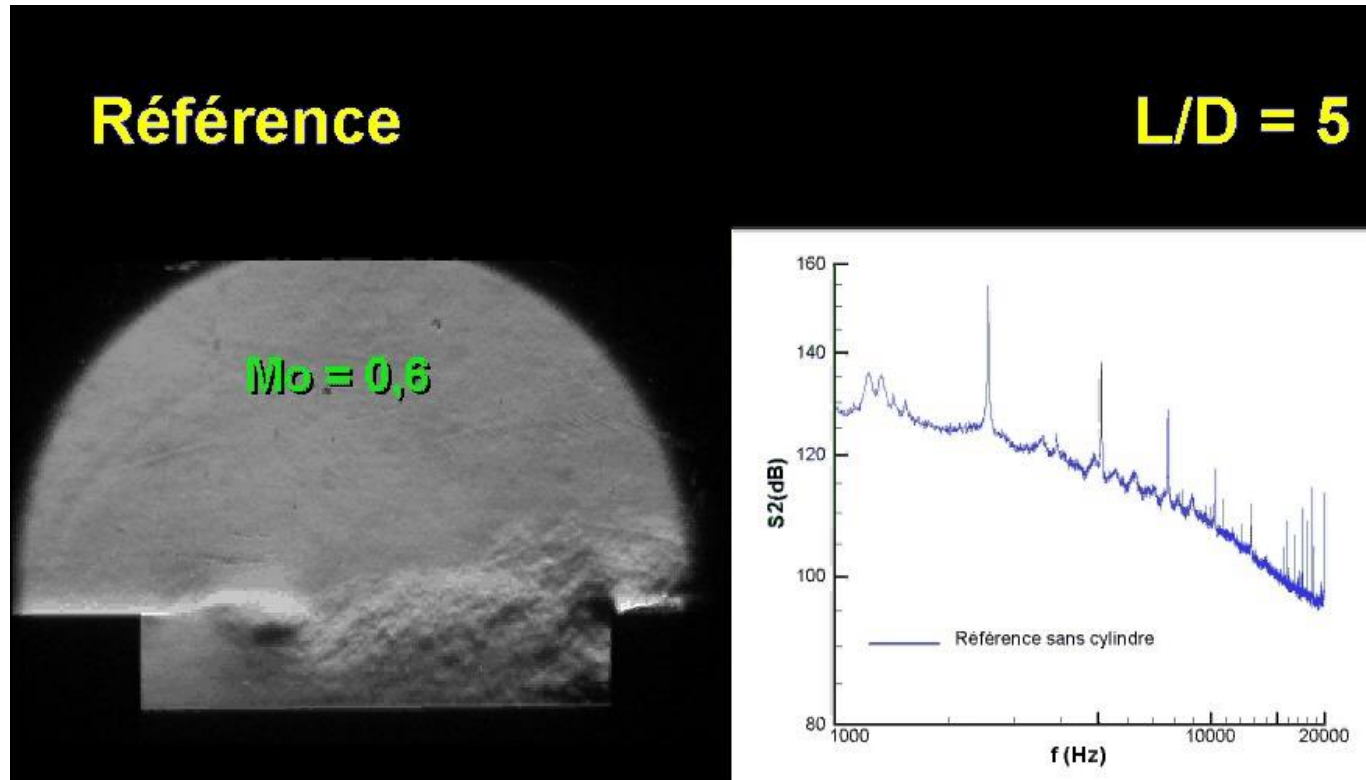 Référence
L/D = 5
Mo = 0,6
160
140
120
100
80
S2(dB)
Référence sans cylindre
1000
10000
20000
f (Hz)